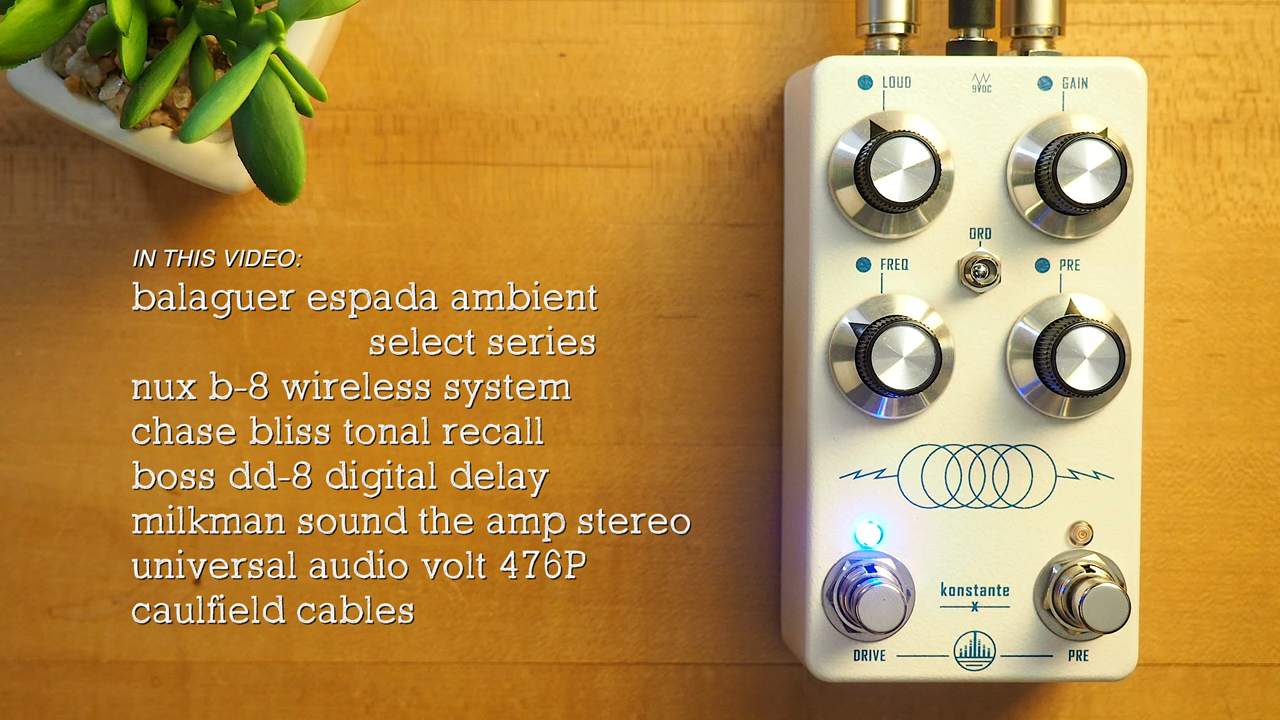 IN THIS VIDEO:
balaguer espada ambient
select series
nux b-8 wireless system
chase bliss tonal recall
boss dd-8 digital delay
milkman sound the amp stereo
universal audio volt 476P
caulfield cables
LOUD
9VDC
GAIN
ORD
FREQ
PRE
konstante
x
DRIVE
PRE